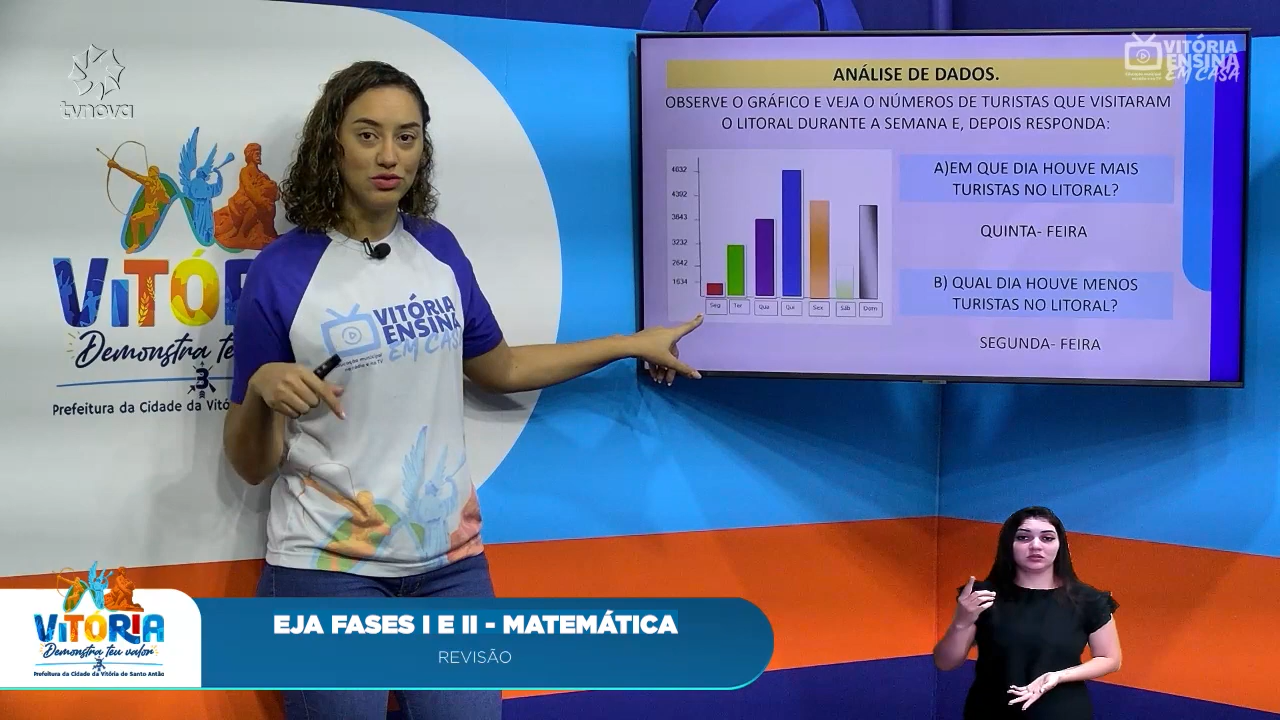 tvnova
VITÓRIA
Demonstra te
Prefeitura da Cidade da Vitó
VITÓRIA
ENSINA
EM CASA
VITÓRIA
ENSINA
EM CASA
ANÁLISE DE DADOS.
OBSERVE O GRÁFICO E VEJA O NÚMEROS DE TURISTAS QUE VISITARAM
O LITORAL DURANTE A SEMANA E, DEPOIS RESPONDA:
4632
4392
3843
3232
2642
1634
Seg Ter Qua Qui Sex Sáb Dom
A)EM QUE DIA HOUVE MAIS
TURISTAS NO LITORAL?
QUINTA- FEIRA
B) QUAL DIA HOUVE MENOS
TURISTAS NO LITORAL?
SEGUNDA- FEIRA
VITÓRIA
Demonstra teu valor
Prefeitura da Cidade da Vitória de Santo Antão
EJA FASES I E II - MATEMÁTICA
REVISÃO